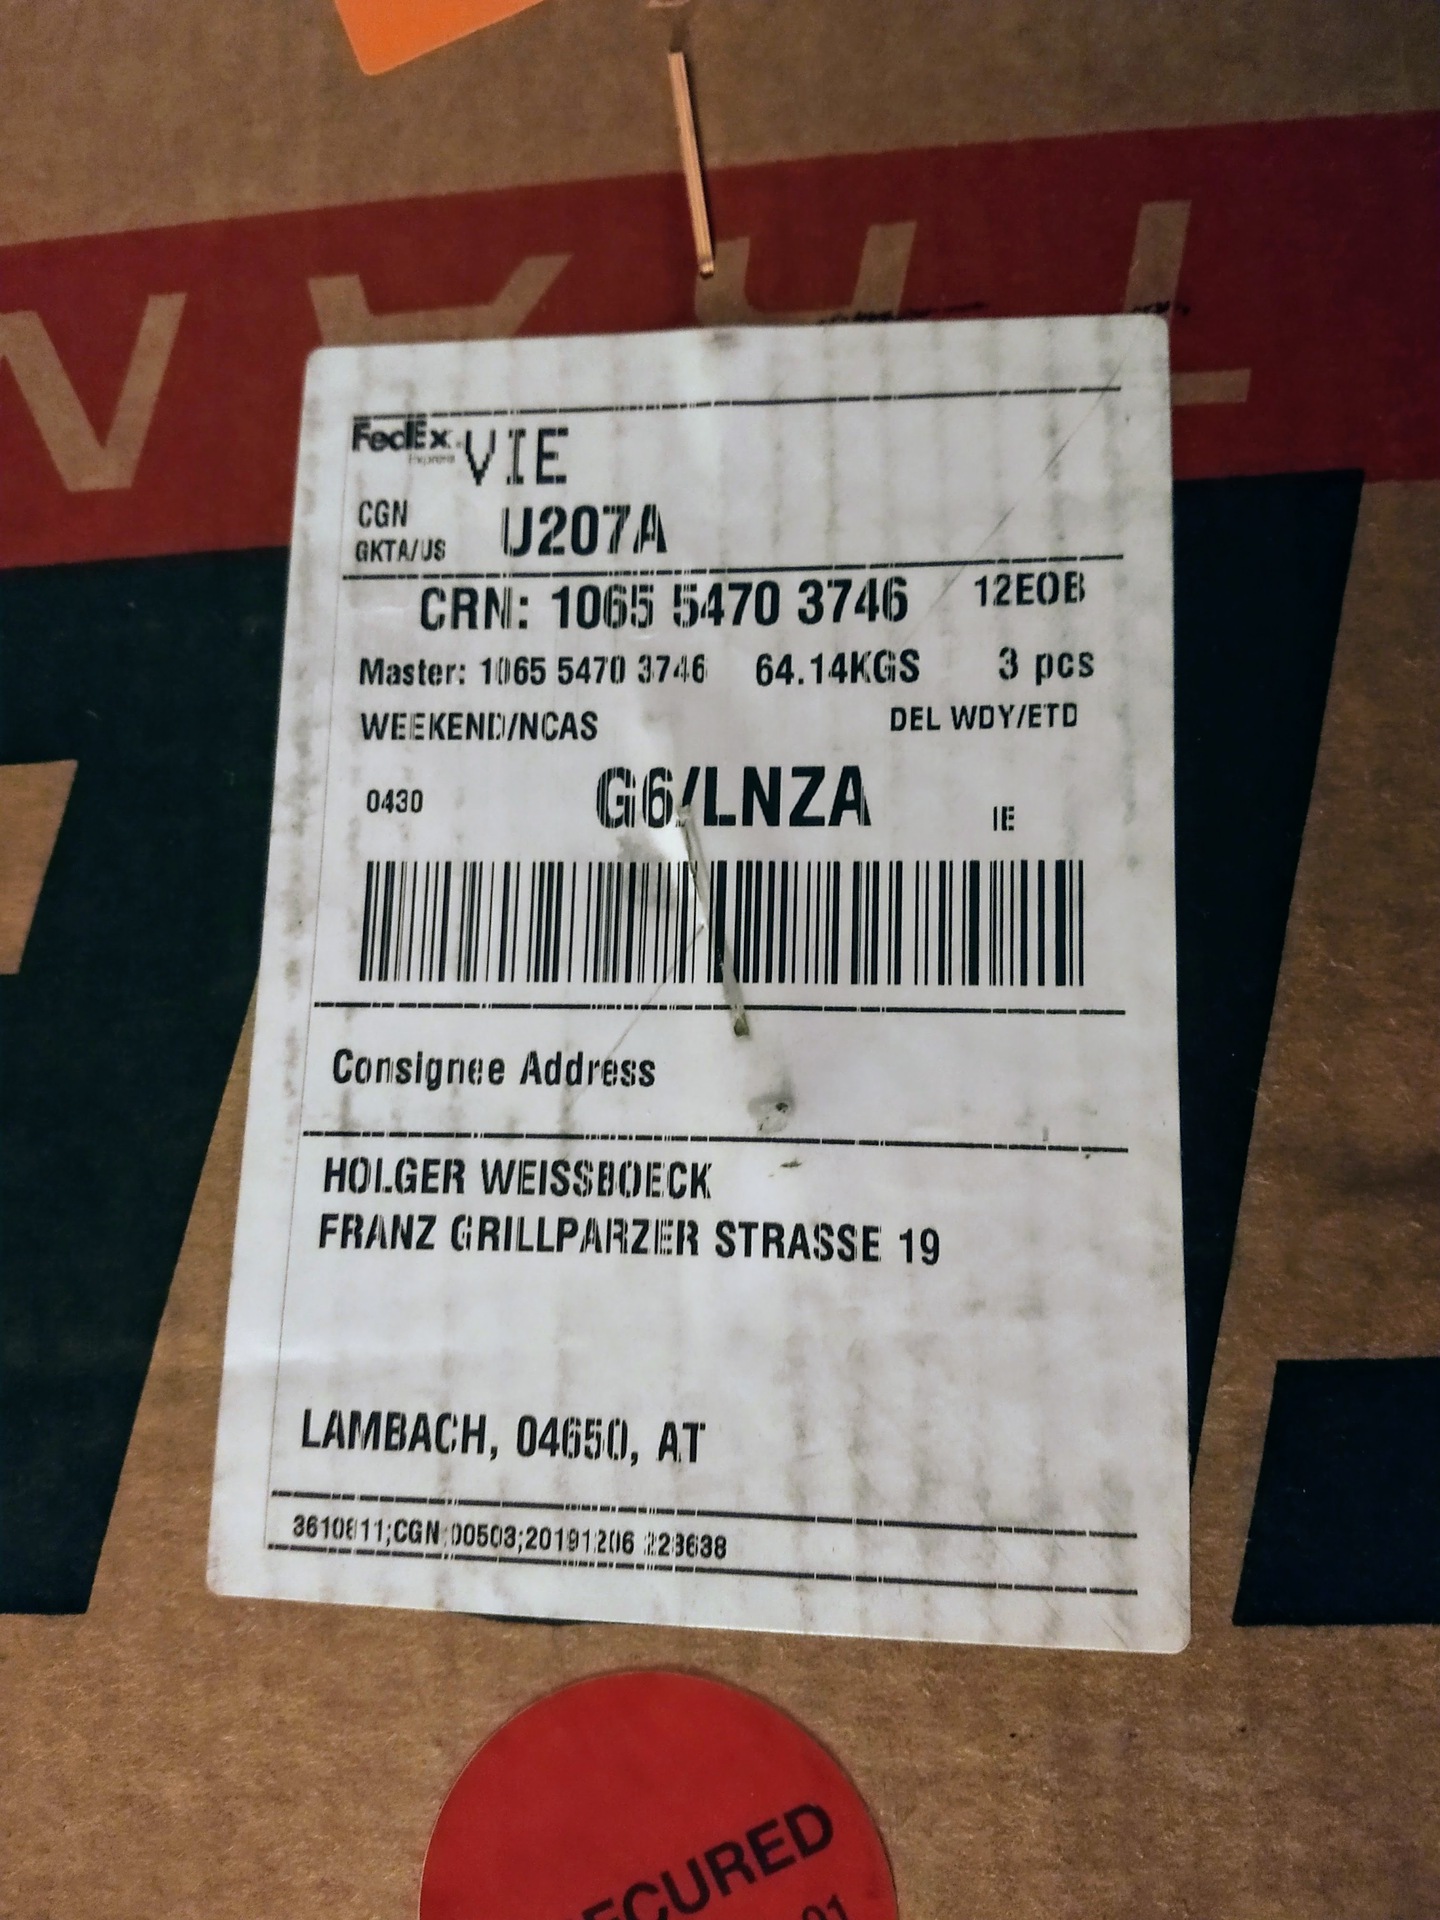 FedEx VIE
Express
CGN U207A
GKTA/US
CRN: 1065 5470 3746 12EOB
Master: 1065 5470 3746 64.14KGS 3 pcs
WEEKEND/NCAS DEL WDY/ETD
0430 G6/LNZA IE
Consignee Address
HOLGER WEISSBOECK
FRANZ GRILLPARZER STRASSE 19
LAMBACH, 04650, AT
3610811;CGN;00503;20191206